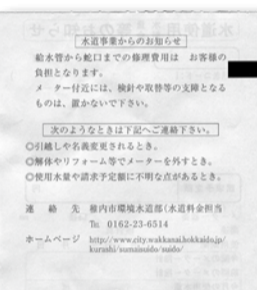 水道事業からのお知らせ
給水管から蛇口までの修理費用は お客様の
負担となります。
メーター付近には、検針や取替等の支障となる
ものは、置かないで下さい。
次のようなときは下記へご連絡下さい。
◎引越しや名義変更されるとき。
◎解体やリフォーム等でメーターを外すとき。
◎使用水量や請求予定額に不明な点があるとき。
連絡先 稚内市環境水道部(水道料金担当
℡ 0162-23-6514
ホームページ http://www.city.wakkanai.hokkaido.jp/
kurashi/sumaisuido/suido/